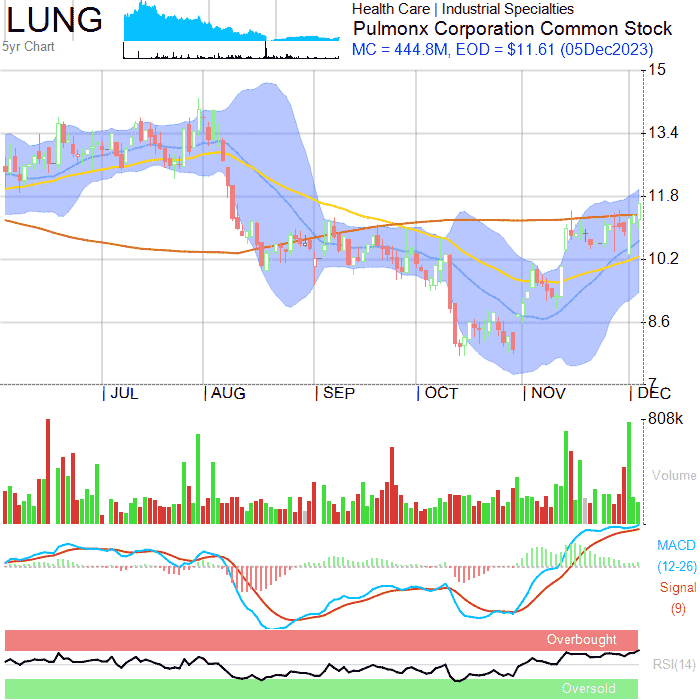 LUNG
5yr Chart
Health Care | Industrial Specialties
Pulmonx Corporation Common Stock
MC = 444.8M, EOD = $11.61 (05Dec2023)
15
13.4
11.8
10.2
8.6
7
JUL AUG SEP OCT NOV DEC
808k
Volume
MACD
(12-26)
Signal
(9)
Overbought
RSI(14)
Oversold